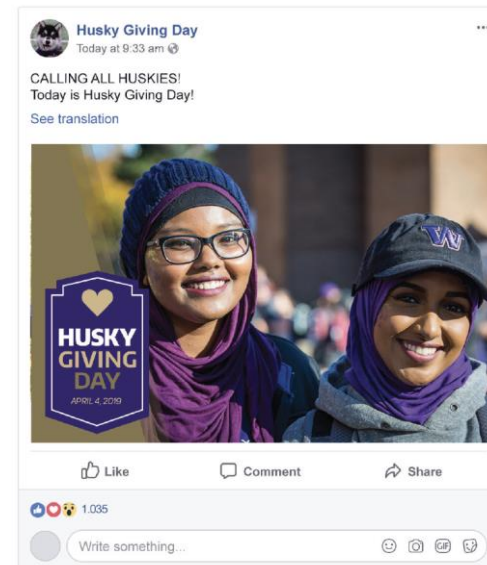 Husky Giving Day
Today at 9:33 am
CALLING ALL HUSKIES!
Today is Husky Giving Day!
See translation
W
HUSKY
GIVING
DAY
APRIL 4, 2019
Like
Comment
Share
1.035
Write something...
GIF